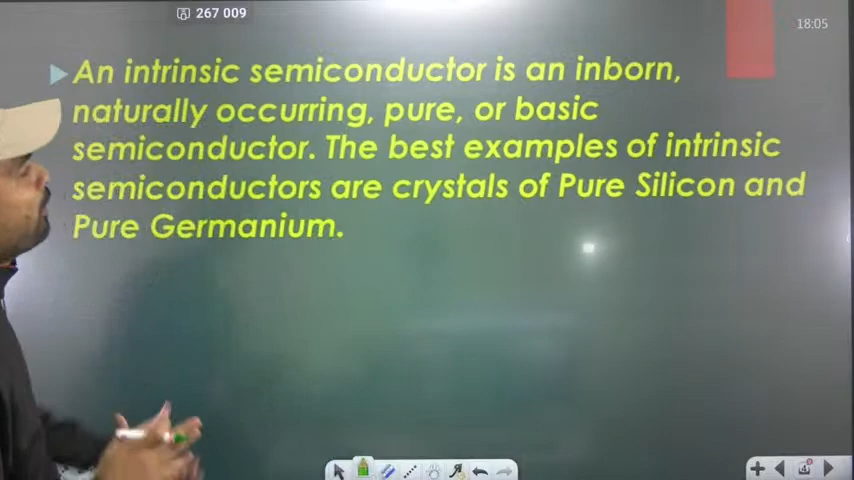 267 009
18:05
An intrinsic semiconductor is an inborn,
naturally occurring, pure, or basic
semiconductor. The best examples of intrinsic
semiconductors are crystals of Pure Silicon and
Pure Germanium.